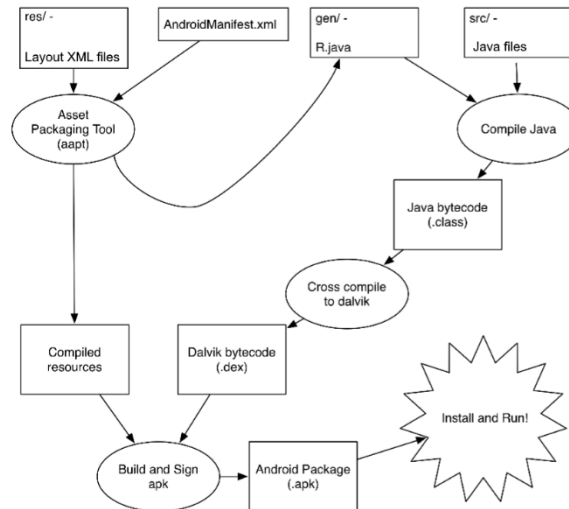 res/ -
Layout XML files
AndroidManifest.xml
gen/ -
R.java
src/ -
Java files
Asset
Packaging Tool
(aapt)
Compile Java
Java bytecode
(.class)
Cross compile
to dalvik
Compiled
resources
Dalvik bytecode
(.dex)
Install and Run!
Build and Sign
apk
Android Package
(.apk)